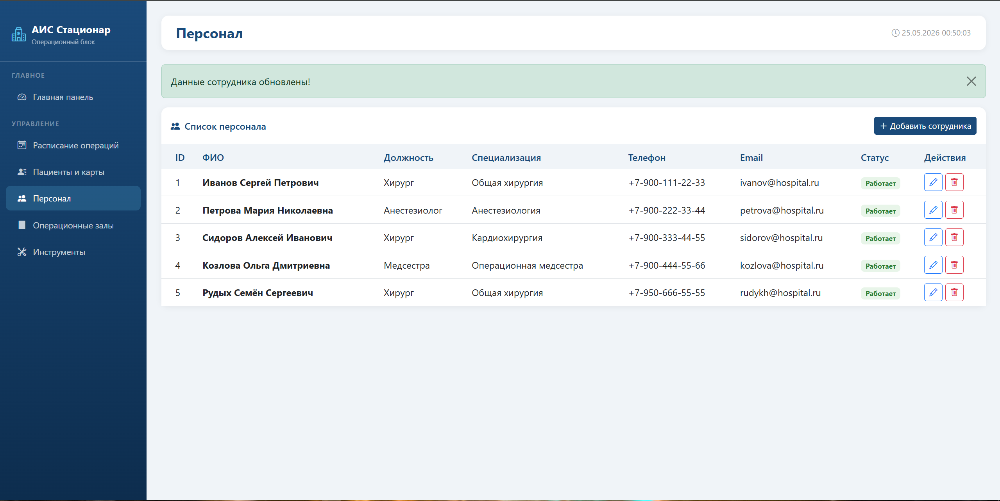 АИС Стационар
Операционный блок
ГЛАВНОЕ
Главная панель
УПРАВЛЕНИЕ
Расписание операций
Пациенты и карты
Персонал
Операционные залы
Инструменты
Персонал
25.05.2026 00:50:03
Данные сотрудника обновлены!
Список персонала
+ Добавить сотрудника
ID ФИО Должность Специализация Телефон Email Статус Действия
1 Иванов Сергей Петрович Хирург Общая хирургия +7-900-111-22-33 ivanov@hospital.ru Работает
2 Петрова Мария Николаевна Анестезиолог Анестезиология +7-900-222-33-44 petrova@hospital.ru Работает
3 Сидоров Алексей Иванович Хирург Кардиохирургия +7-900-333-44-55 sidorov@hospital.ru Работает
4 Козлова Ольга Дмитриевна Медсестра Операционная медсестра +7-900-444-55-66 kozlova@hospital.ru Работает
5 Рудых Семён Сергеевич Хирург Общая хирургия +7-950-666-55-55 rudykh@hospital.ru Работает